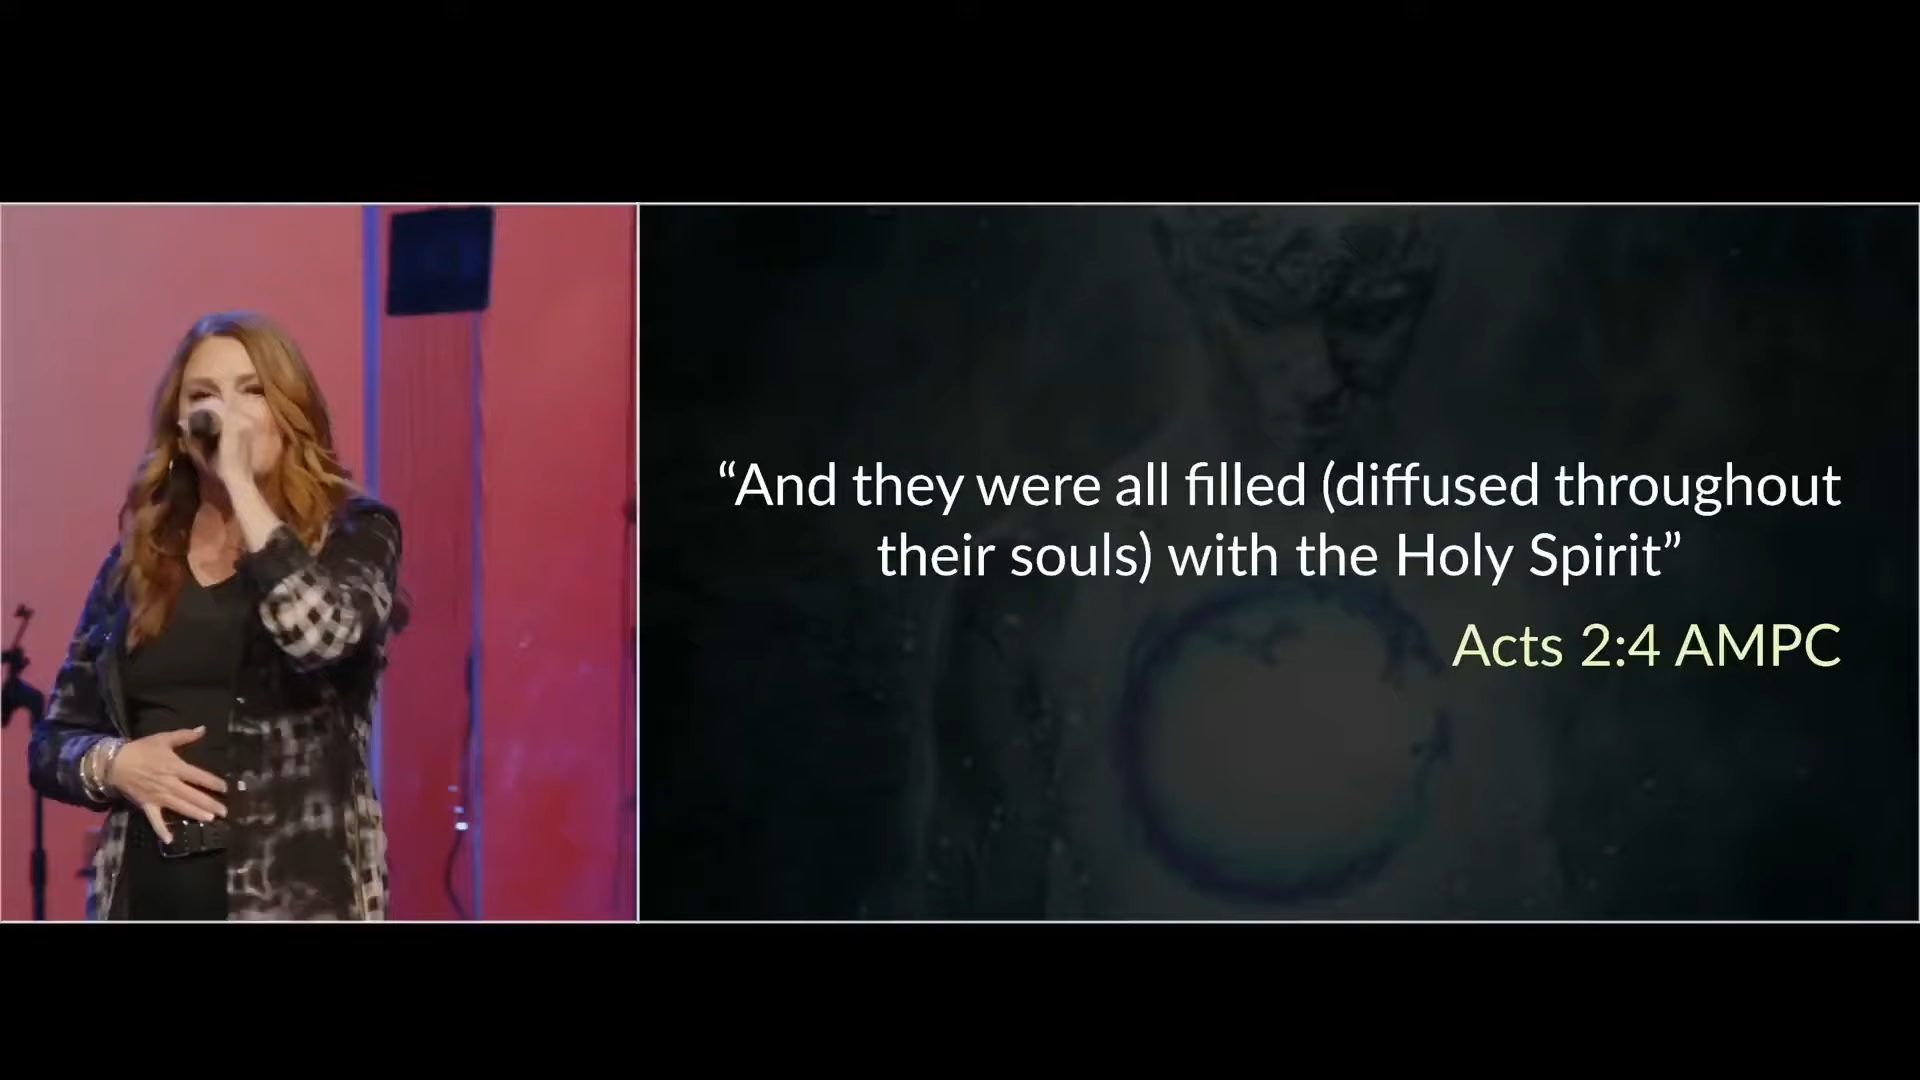 “And they were all filled (diffused throughout
their souls) with the Holy Spirit”
Acts 2:4 AMPC